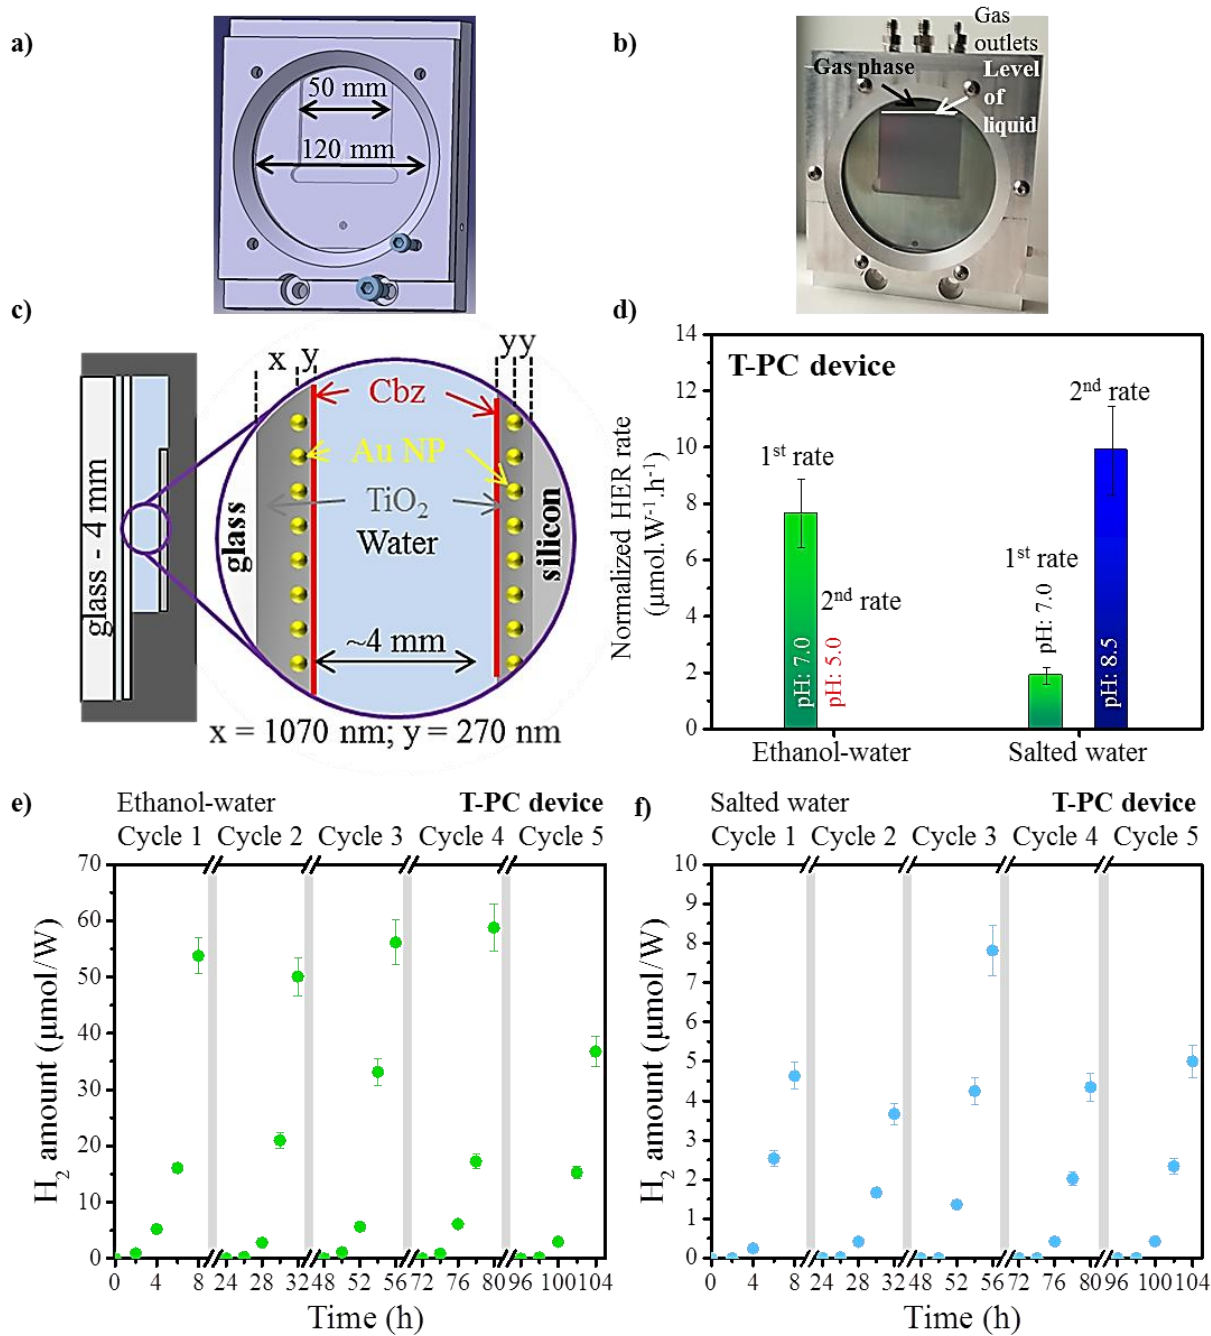 a)
50 mm
120 mm
b)
Gas
outlets
Gas phase
Level
of
liquid
c)
x y
yy
glass - 4 mm
glass
Cbz
Au NP
TiO2
Water
silicon
~4 mm
x = 1070 nm; y = 270 nm
d)
T-PC device
Normalized HER rate
(µmol.W-1.h-1)
14
12
10
8
6
4
2
0
1st rate
2nd rate
pH: 7.0
pH: 5.0
1st rate
2nd rate
pH: 7.0
pH: 8.5
Ethanol-water
Salted water
e)
Ethanol-water
T-PC device
Cycle 1 Cycle 2 Cycle 3 Cycle 4 Cycle 5
H2 amount (µmol/W)
70
60
50
40
30
20
10
0
0 4 8 24 28 32 48 52 56 72 76 80 96 100 104
Time (h)
f)
Salted water
T-PC device
Cycle 1 Cycle 2 Cycle 3 Cycle 4 Cycle 5
H2 amount (µmol/W)
10
9
8
7
6
5
4
3
2
1
0
0 4 8 24 28 32 48 52 56 72 76 80 96 100 104
Time (h)